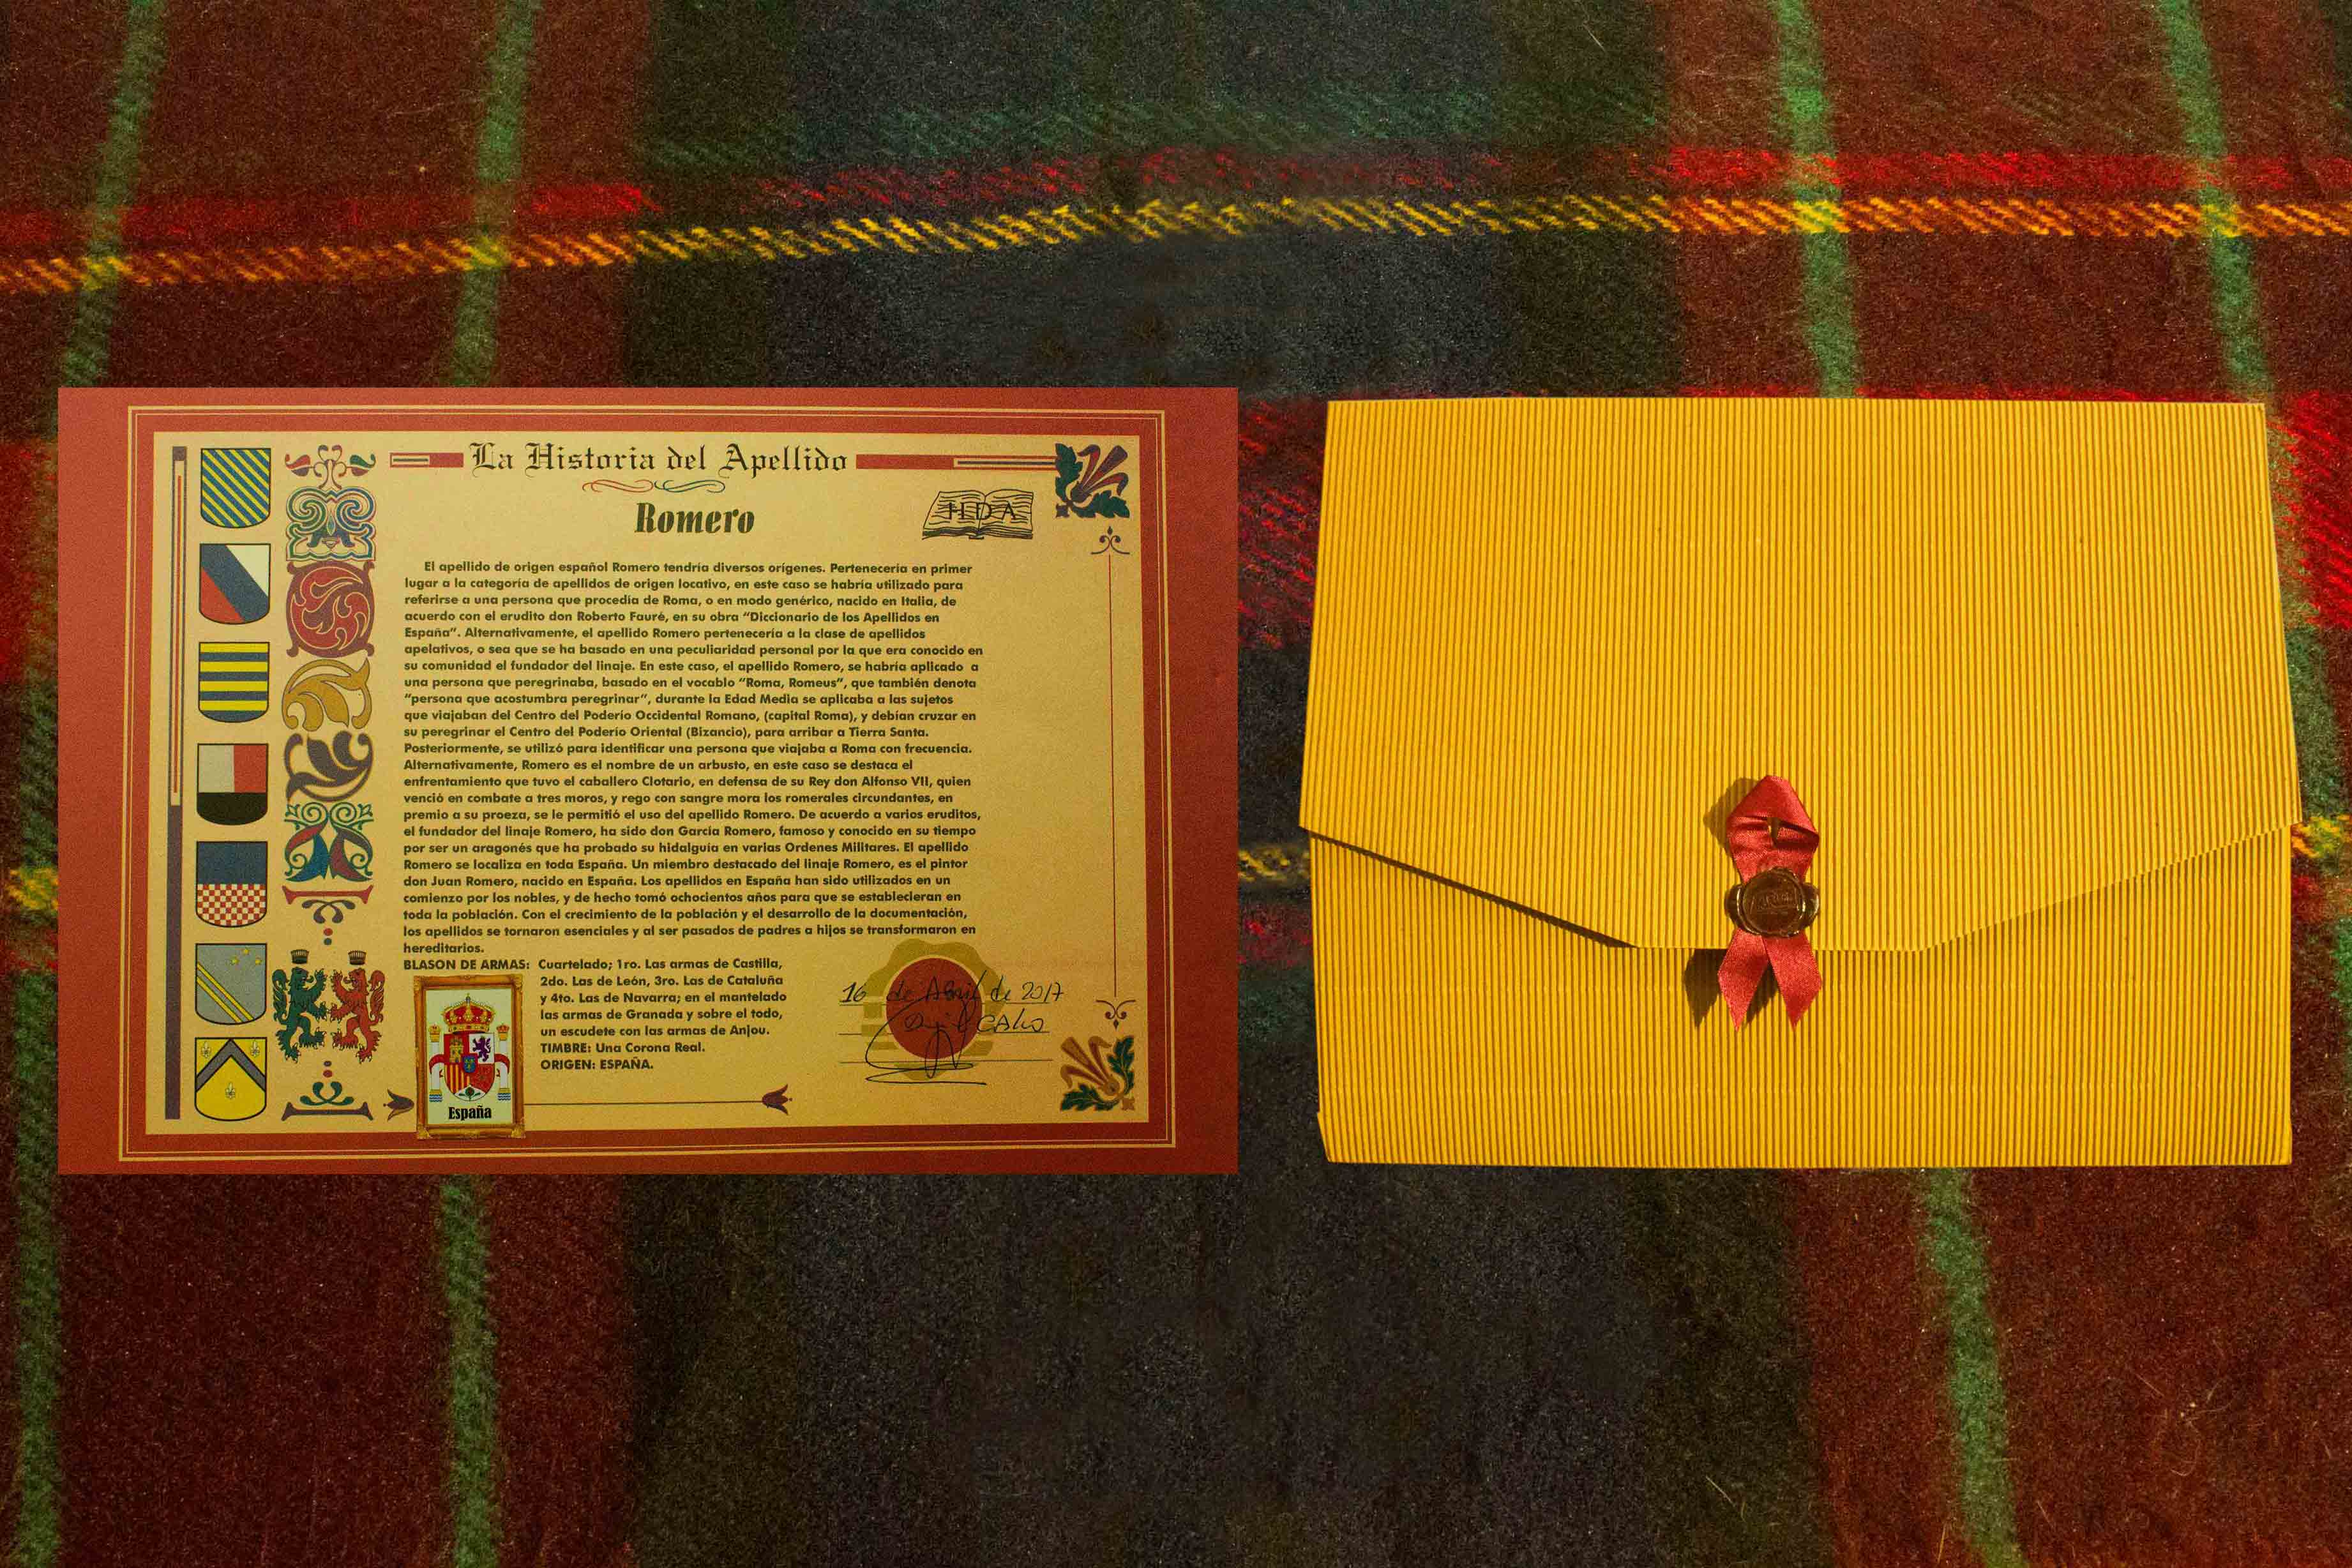 La Historia del Apellido
Romero
HDA
El apellido de origen español Romero tendría diversos orígenes. Pertenecería en primer
lugar a la categoría de apellidos de origen locativo, en este caso se habría utilizado para
referirse a una persona que procedía de Roma, o en modo genérico, nacido en Italia, de
acuerdo con el erudito don Roberto Fauré, en su obra “Diccionario de los Apellidos en
España”. Alternativamente, el apellido Romero pertenecería a la clase de apellidos
apelativos, o sea que se ha basado en una peculiaridad personal por la que era conocido en
su comunidad el fundador del linaje. En este caso, el apellido Romero, se habría aplicado a
una persona que peregrinaba, basado en el vocablo “Roma, Romeus”, que también denota
“persona que acostumbra peregrinar”, durante la Edad Media se aplicaba a las sujetos
que viajaban del Centro del Poderío Occidental Romano, (capital Roma), y debían cruzar en
su peregrinar el Centro del Poderío Oriental (Bizancio), para arribar a Tierra Santa.
Posteriormente, se utilizó para identificar una persona que viajaba a Roma con frecuencia.
Alternativamente, Romero es el nombre de un arbusto, en este caso se destaca el
enfrentamiento que tuvo el caballero Clotario, en defensa de su Rey don Alfonso VII, quien
venció en combate a tres moros, y rego con sangre mora los romerales circundantes, en
premio a su proeza, se le permitió el uso del apellido Romero. De acuerdo a varios eruditos,
el fundador del linaje Romero, ha sido don García Romero, famoso y conocido en su tiempo
por ser un aragonés que ha probado su hidalguía en varias Ordenes Militares. El apellido
Romero se localiza en toda España. Un miembro destacado del linaje Romero, es el pintor
don Juan Romero, nacido en España. Los apellidos en España han sido utilizados en un
comienzo por los nobles, y de hecho tomó ochocientos años para que se establecieran en
toda la población. Con el crecimiento de la población y el desarrollo de la documentación,
los apellidos se tornaron esenciales y al ser pasados de padres a hijos se transformaron en
hereditarios.
BLASON DE ARMAS: Cuartelado; 1ro. Las armas de Castilla,
2do. Las de León, 3ro. Las de Cataluña
y 4to. Las de Navarra; en el mantelado
las armas de Granada y sobre el todo,
un escudete con las armas de Anjou.
TIMBRE: Una Corona Real.
ORIGEN: ESPAÑA.
España
16 de Abril de 2017